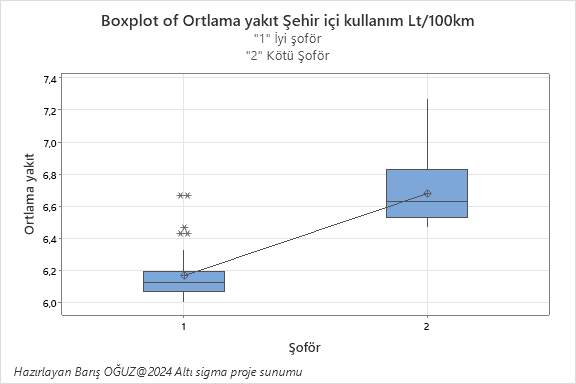 Boxplot of Ortlama yakıt Şehir içi kullanım Lt/100km
"1" İyi şoför
"2" Kötü Şoför
7,4
7,2
7,0
6,8
6,6
6,4
6,2
6,0
Ortlama yakıt
1
2
Şoför
Hazırlayan Barış OĞUZ@2024 Altı sigma proje sunumu